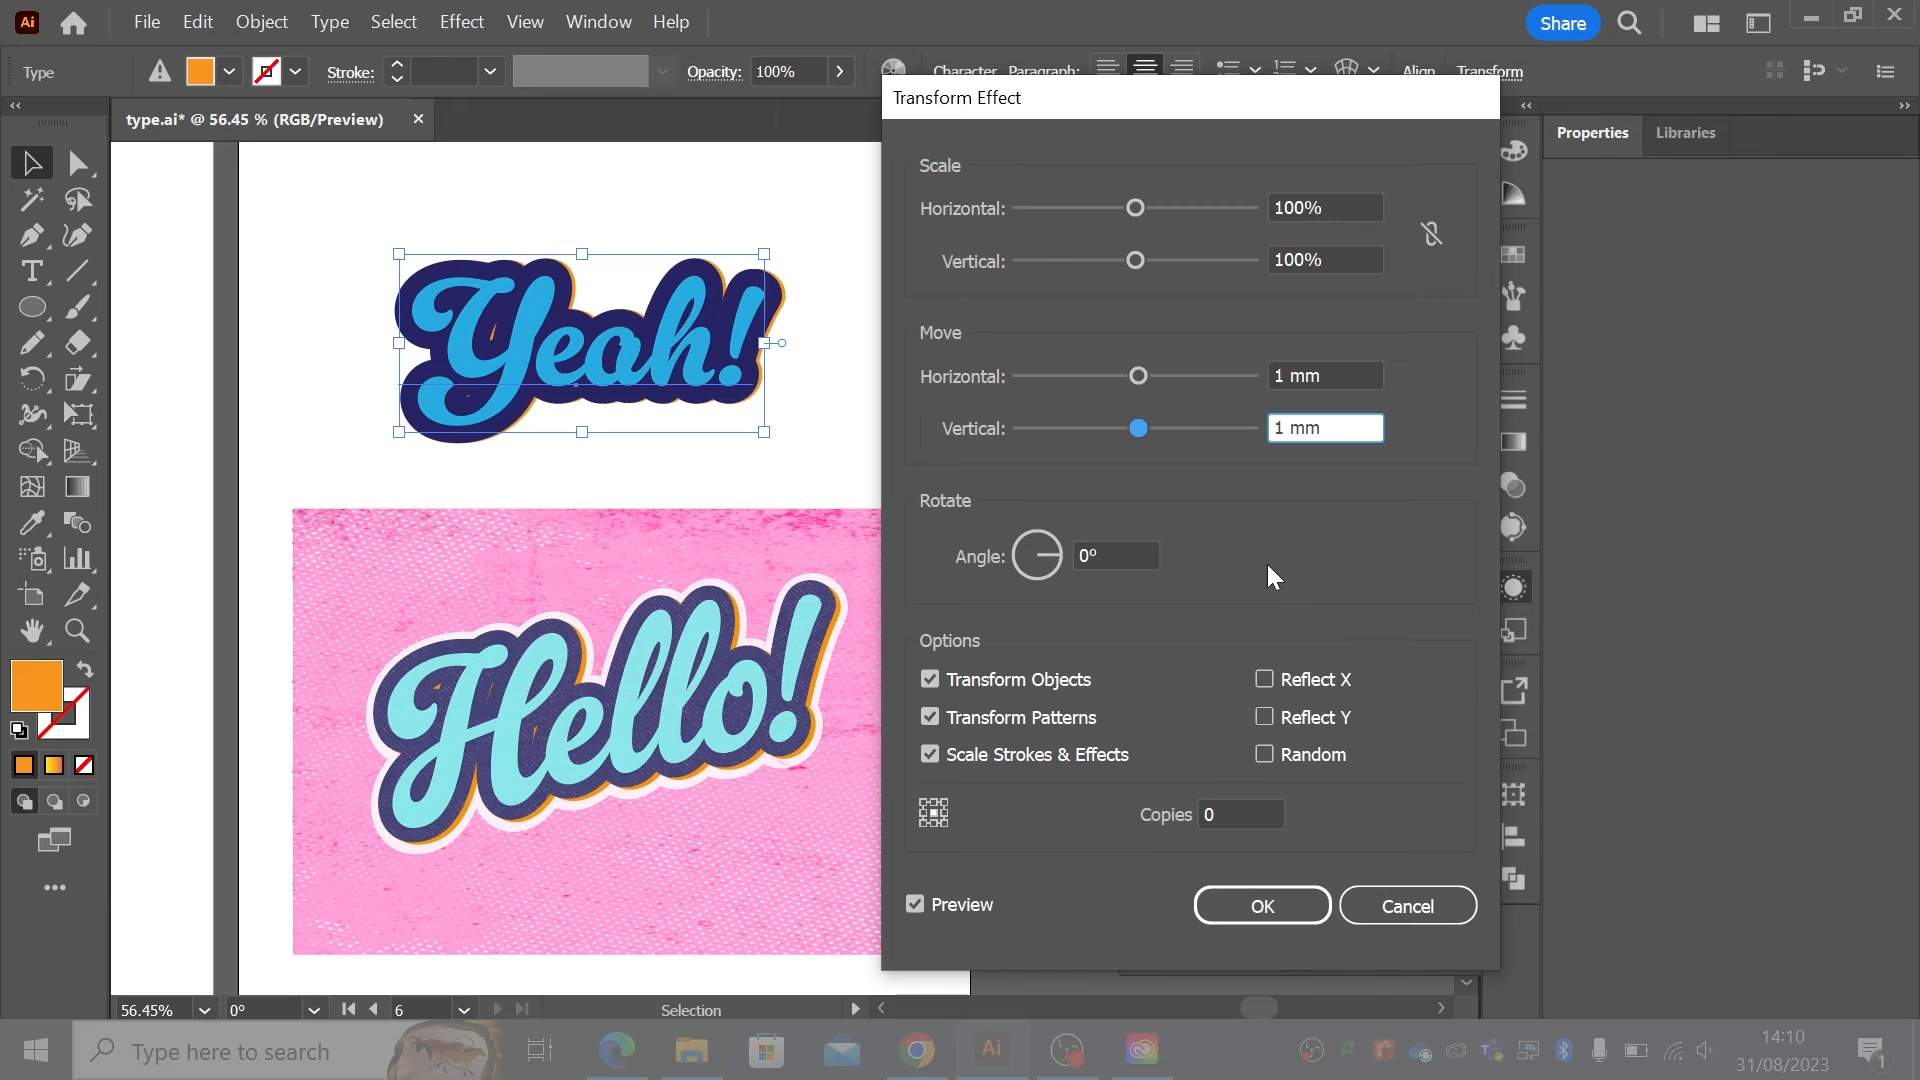 Ai File Edit Object Type Select Effect View Window Help Share
Type Stroke: Opacity: 100% Character Paragraph: Align Transform
type.ai* @ 56.45 % (RGB/Preview)
Transform Effect
Properties Libraries
Scale
Horizontal: 100%
Vertical: 100%
Move
Horizontal: 1 mm
Vertical: 1 mm
Rotate
Angle: 0°
Options
Transform Objects Reflect X
Transform Patterns Reflect Y
Scale Strokes & Effects Random
Copies 0
Preview OK Cancel
Yeah!
Hello!
56.45% 0° 6 Selection
Type here to search
Ai
14:10
31/08/2023
1